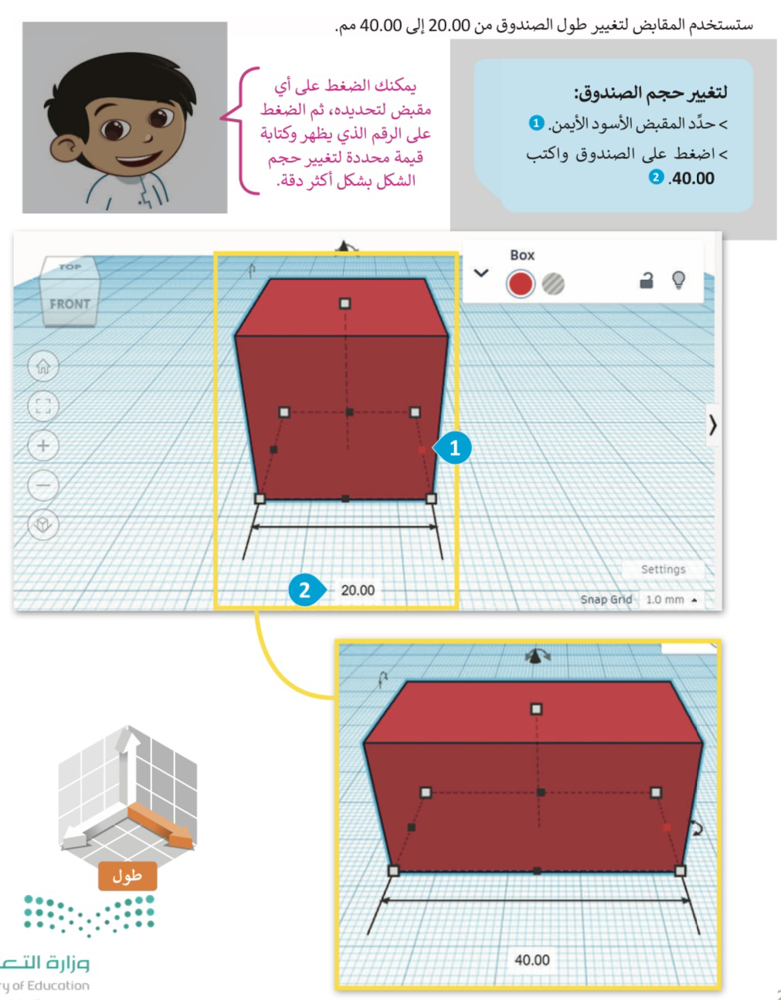 ستستخدم المقابض لتغيير طول الصندوق من 20.00 إلى 40.00 مم.
لتغيير حجم الصندوق:
> حدِّد المقبض الأسود الأيمن. 1
> اضغط على الصندوق واكتب
40.00. 2
يمكنك الضغط على أي
مقبض لتحديده، ثم الضغط
على الرقم الذي يظهر وكتابة
قيمة محددة لتغيير حجم
الشكل بشكل أكثر دقة.
TOP
FRONT
Box
1
2 20.00
Settings
Snap Grid 1.0 mm
40.00
طول
وزارة التعـ
ry of Education